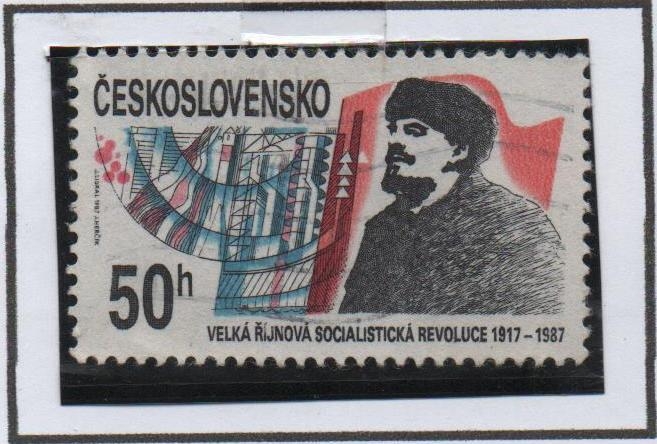 ČESKOSLOVENSKO
50h
VELKÁ ŘÍJNOVÁ SOCIALISTICKÁ REVOLUCE 1917–1987